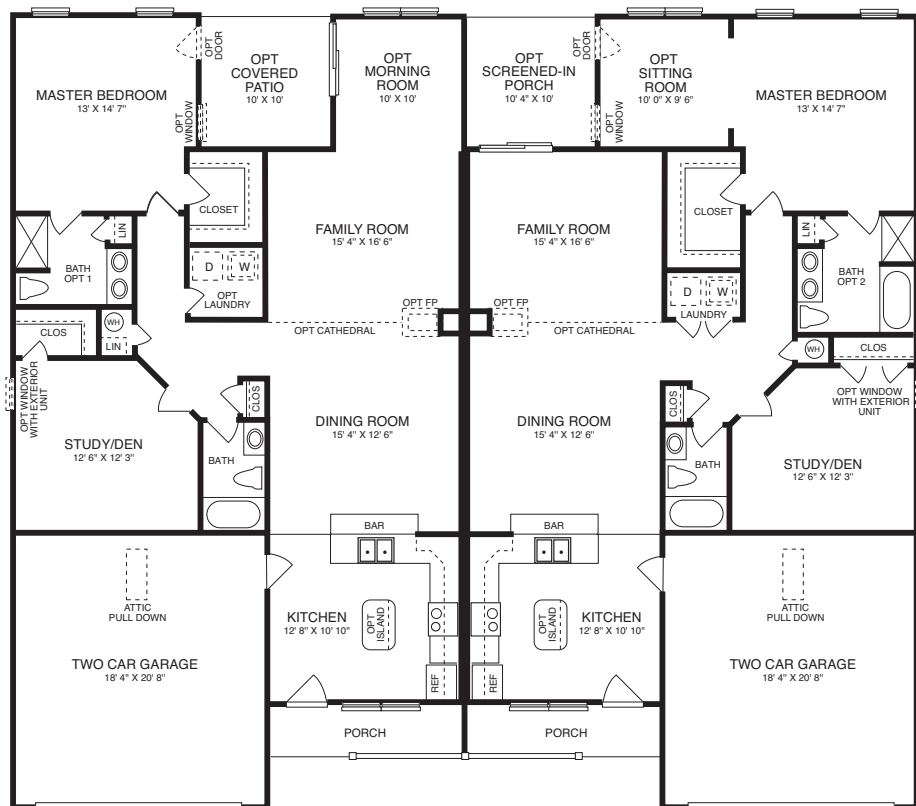 OPT
DOOR
OPT
COVERED
PATIO
10' X 10'
OPT
MORNING
ROOM
10' X 10'
MASTER BEDROOM
13' X 14' 7"
OPT
WINDOW
CLOSET
LIN
BATH
OPT 1
D
W
OPT
LAUNDRY
FAMILY ROOM
15' 4" X 16' 6"
OPT FP
OPT CATHEDRAL
CLOS
WH
LIN
OPT WINDOW
WITH EXTERIOR
UNIT
STUDY/DEN
12' 6" X 12' 3"
CLOS
BATH
DINING ROOM
15' 4" X 12' 6"
BAR
KITCHEN
12' 8" X 10' 10"
OPT
ISLAND
REF
ATTIC
PULL DOWN
TWO CAR GARAGE
18' 4" X 20' 8"
PORCH
OPT
SCREENED-IN
PORCH
10' 4" X 10'
OPT
DOOR
OPT
SITTING
ROOM
10' 0" X 9' 6"
OPT
WINDOW
MASTER BEDROOM
13' X 14' 7"
FAMILY ROOM
15' 4" X 16' 6"
CLOSET
LIN
BATH
OPT 2
D
W
LAUNDRY
OPT FP
OPT CATHEDRAL
WH
CLOS
OPT WINDOW
WITH EXTERIOR
UNIT
CLOS
DINING ROOM
15' 4" X 12' 6"
BATH
STUDY/DEN
12' 6" X 12' 3"
BAR
KITCHEN
12' 8" X 10' 10"
OPT
ISLAND
REF
ATTIC
PULL DOWN
TWO CAR GARAGE
18' 4" X 20' 8"
PORCH